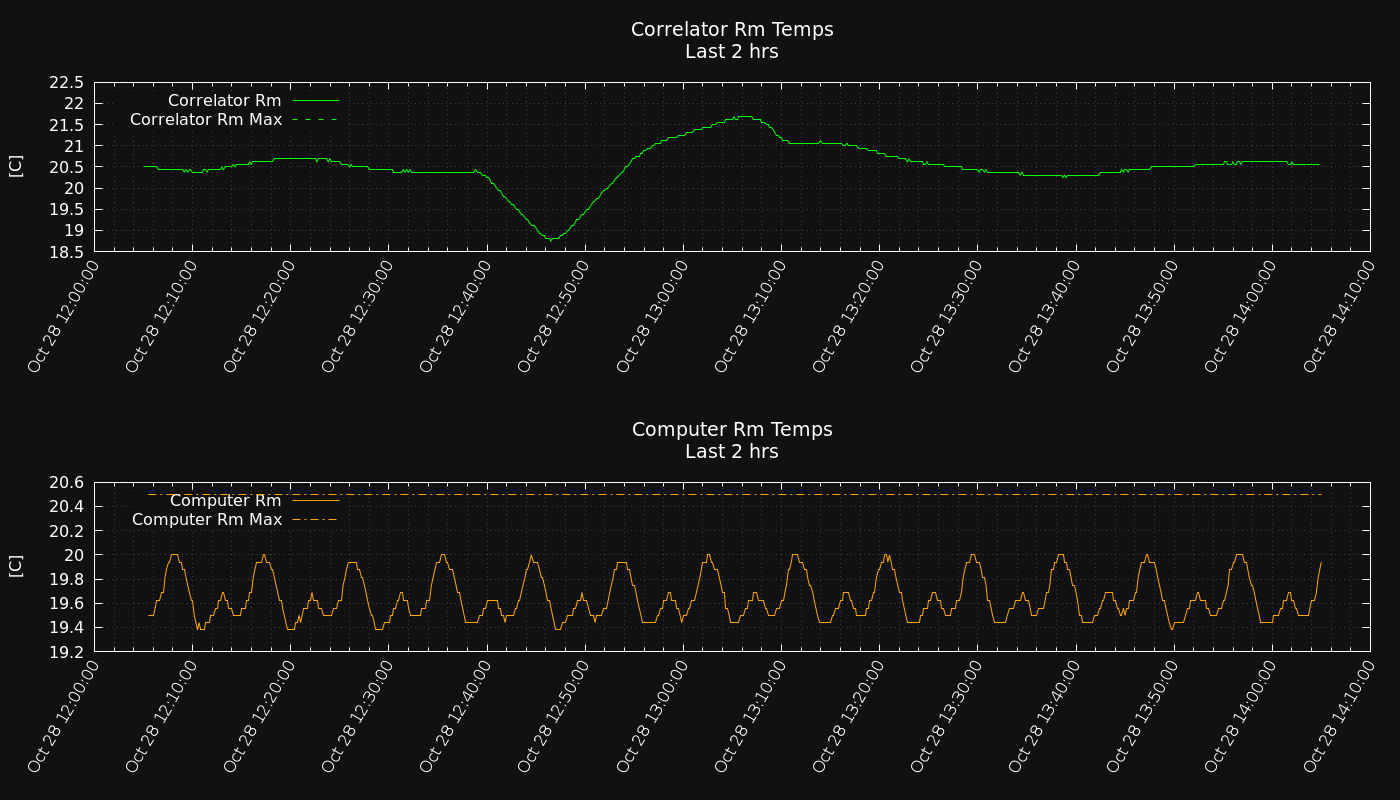 Correlator Rm Temps
Last 2 hrs
22.5
22
21.5
21
20.5
20
19.5
19
18.5
[C]
Correlator Rm
Correlator Rm Max
Oct 28 12:00:00
Oct 28 12:10:00
Oct 28 12:20:00
Oct 28 12:30:00
Oct 28 12:40:00
Oct 28 12:50:00
Oct 28 13:00:00
Oct 28 13:10:00
Oct 28 13:20:00
Oct 28 13:30:00
Oct 28 13:40:00
Oct 28 13:50:00
Oct 28 14:00:00
Oct 28 14:10:00
Computer Rm Temps
Last 2 hrs
20.6
20.4
20.2
20
19.8
19.6
19.4
19.2
[C]
Computer Rm
Computer Rm Max
Oct 28 12:00:00
Oct 28 12:10:00
Oct 28 12:20:00
Oct 28 12:30:00
Oct 28 12:40:00
Oct 28 12:50:00
Oct 28 13:00:00
Oct 28 13:10:00
Oct 28 13:20:00
Oct 28 13:30:00
Oct 28 13:40:00
Oct 28 13:50:00
Oct 28 14:00:00
Oct 28 14:10:00